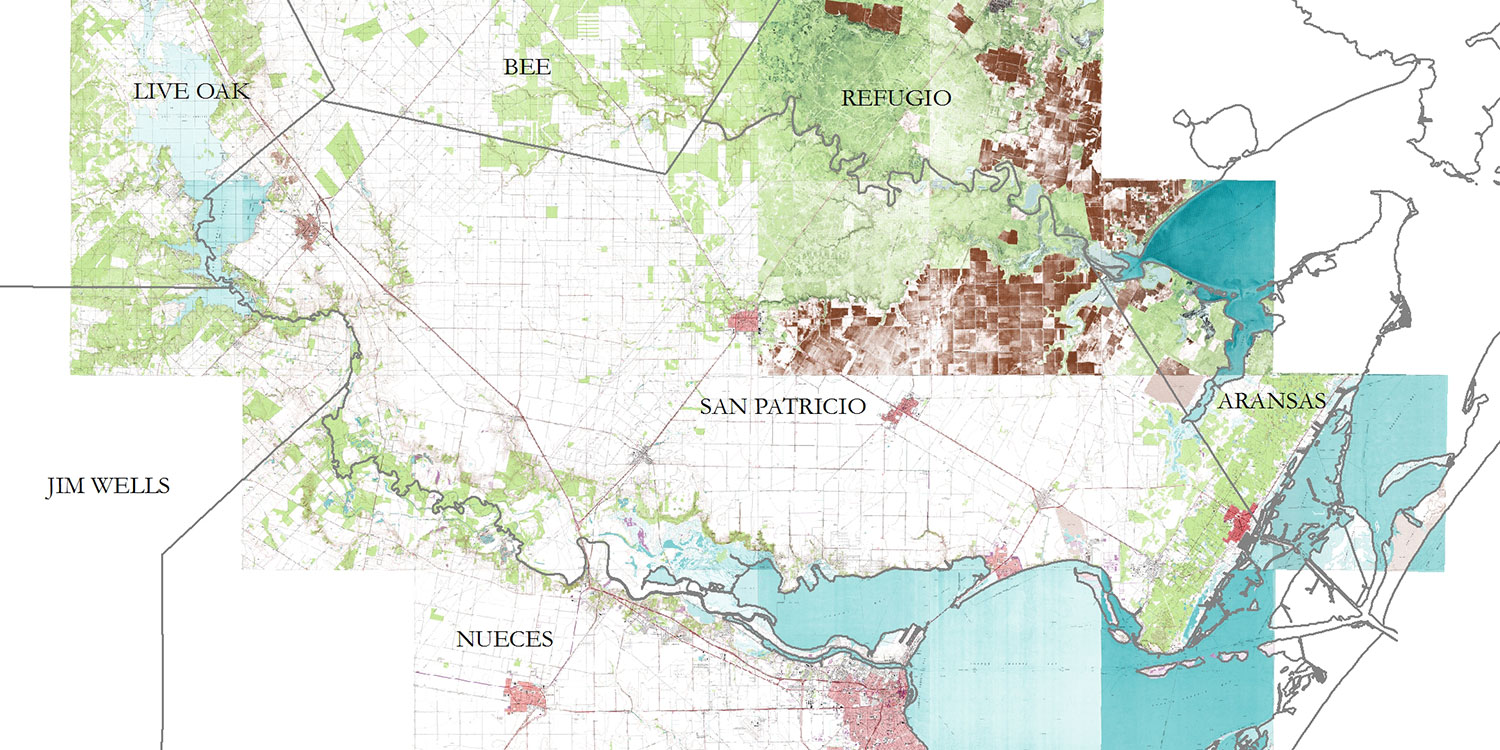 BEE
LIVE OAK
REFUGIO
SAN PATRICIO
ARANSAS
JIM WELLS
NUECES